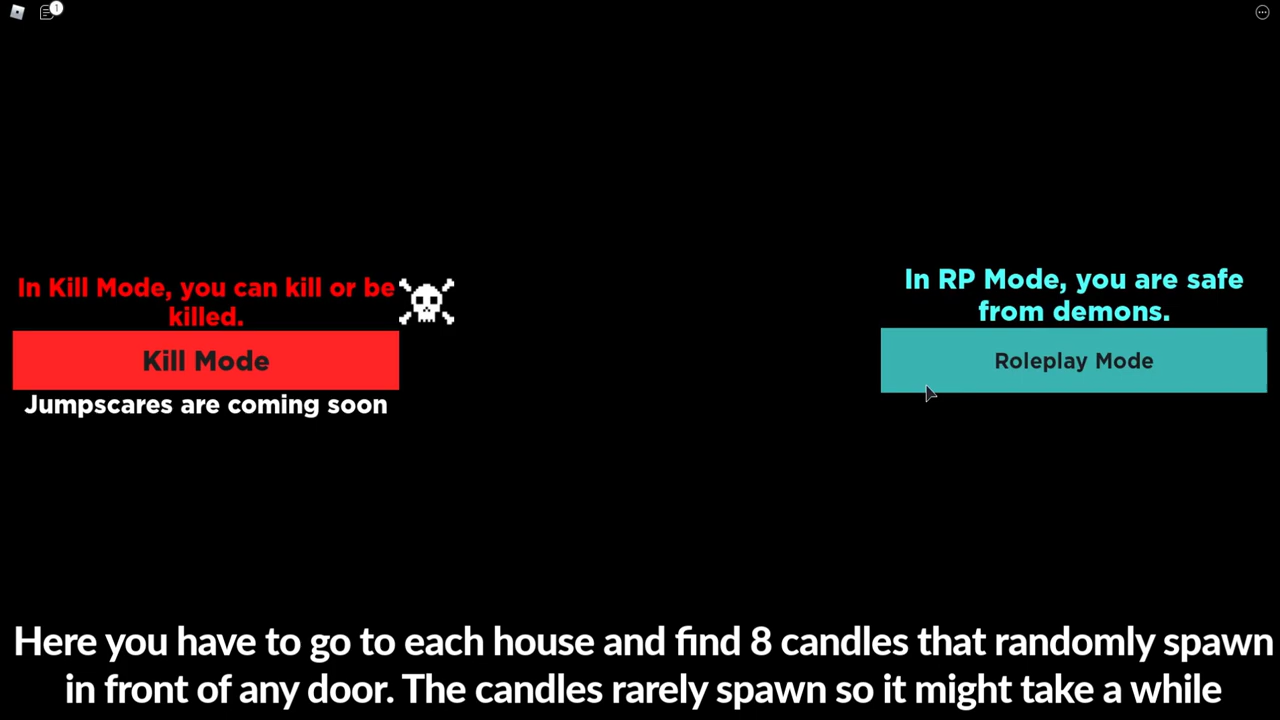 1
In Kill Mode, you can kill or be
killed.
Kill Mode
Jumpscares are coming soon
In RP Mode, you are safe
from demons.
Roleplay Mode
Here you have to go to each house and find 8 candles that randomly spawn
in front of any door. The candles rarely spawn so it might take a while